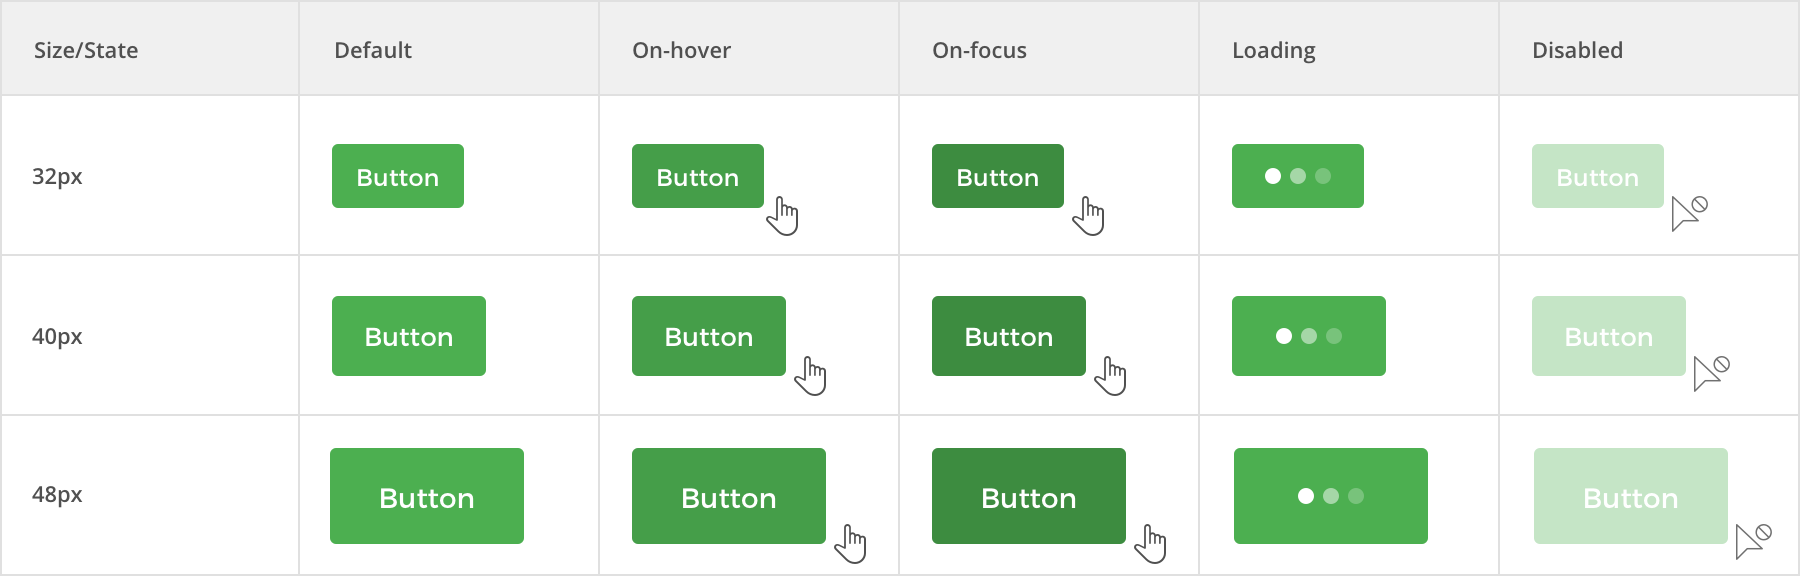 Size/State Default On-hover On-focus Loading Disabled
32px Button Button Button Button
40px Button Button Button Button
48px Button Button Button Button